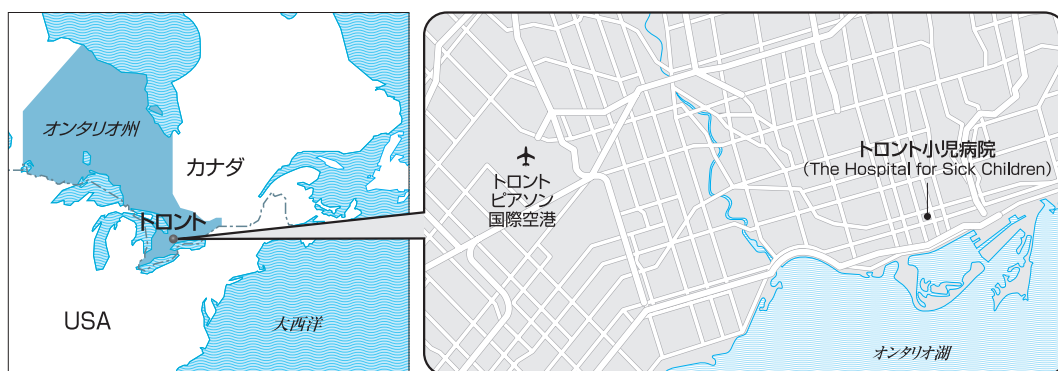 オンタリオ州
カナダ
トロント
USA
大西洋
トロント
ピアソン
国際空港
トロント小児病院
(The Hospital for Sick Children)
オンタリオ湖